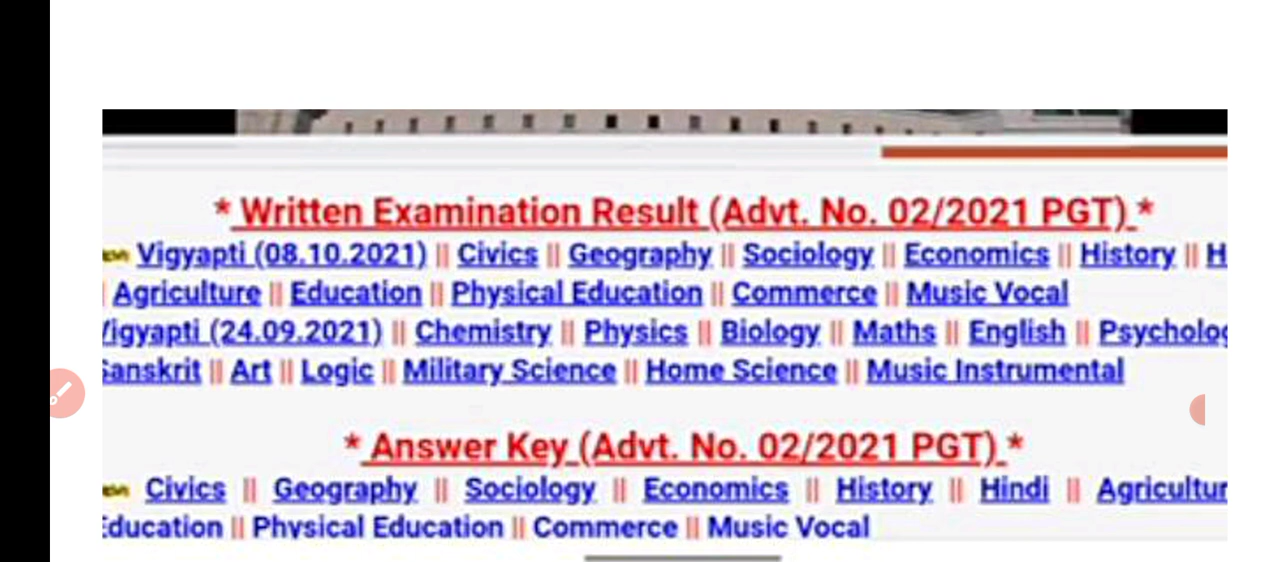 * Written Examination Result (Advt. No. 02/2021 PGT) *
Vigyapti (08.10.2021) || Civics || Geography || Sociology || Economics || History || H
| Agriculture || Education || Physical Education || Commerce || Music Vocal
Vigyapti (24.09.2021) || Chemistry || Physics || Biology || Maths || English || Psycholog
Sanskrit || Art || Logic || Military Science || Home Science || Music Instrumental
* Answer Key (Advt. No. 02/2021 PGT) *
Civics || Geography || Sociology || Economics || History || Hindi || Agricultur
Education || Physical Education || Commerce || Music Vocal